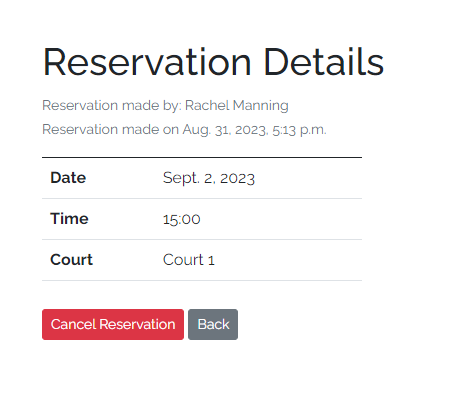 Reservation Details
Reservation made by: Rachel Manning
Reservation made on Aug. 31, 2023, 5:13 p.m.
Date Sept. 2, 2023
Time 15:00
Court Court 1
Cancel Reservation Back